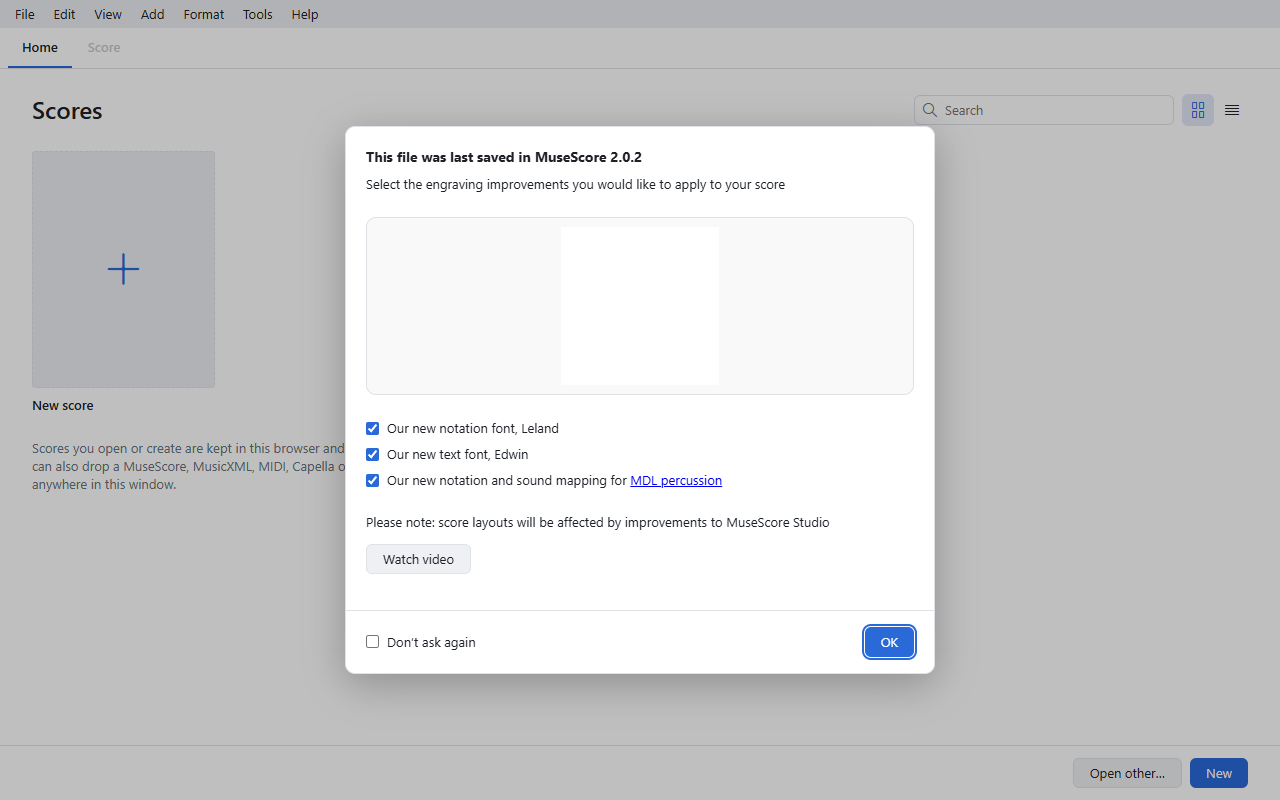 File Edit View Add Format Tools Help
Home Score
Scores
Search
This file was last saved in MuseScore 2.0.2
Select the engraving improvements you would like to apply to your score
New score
Our new notation font, Leland
Our new text font, Edwin
Our new notation and sound mapping for MDL percussion
Scores you open or create are kept in this browser and
can also drop a MuseScore, MusicXML, MIDI, Capella o
anywhere in this window.
Please note: score layouts will be affected by improvements to MuseScore Studio
Watch video
Don't ask again
OK
Open other...
New